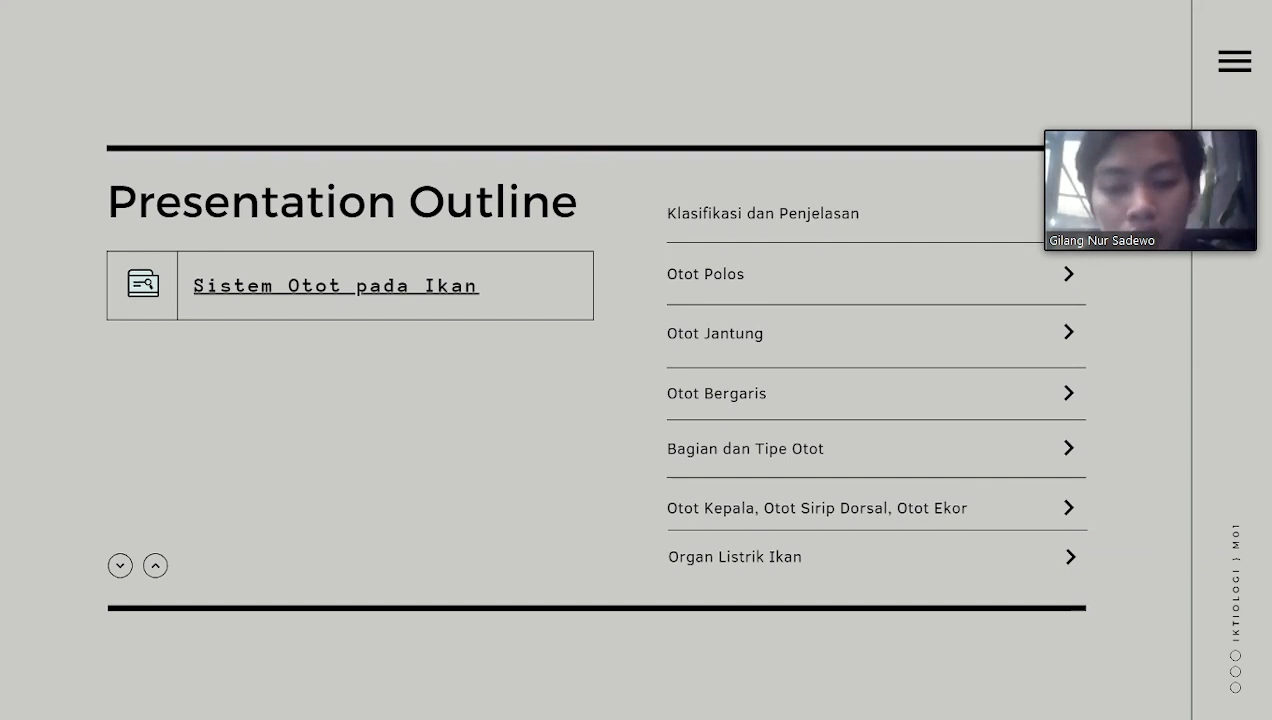 Presentation Outline
Sistem Otot pada Ikan
Klasifikasi dan Penjelasan
Otot Polos
Otot Jantung
Otot Bergaris
Bagian dan Tipe Otot
Otot Kepala, Otot Sirip Dorsal, Otot Ekor
Organ Listrik Ikan
Gilang Nur Sadewo
IKTIOLOGI } M01